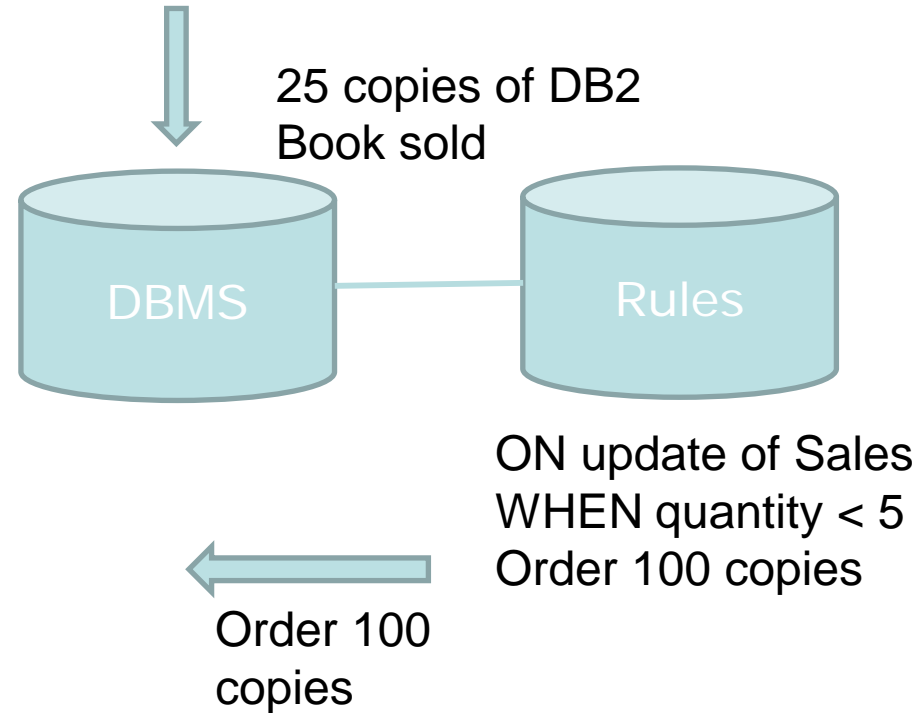 25 copies of DB2
Book sold
DBMS
Rules
ON update of Sales
WHEN quantity < 5
Order 100 copies
Order 100
copies